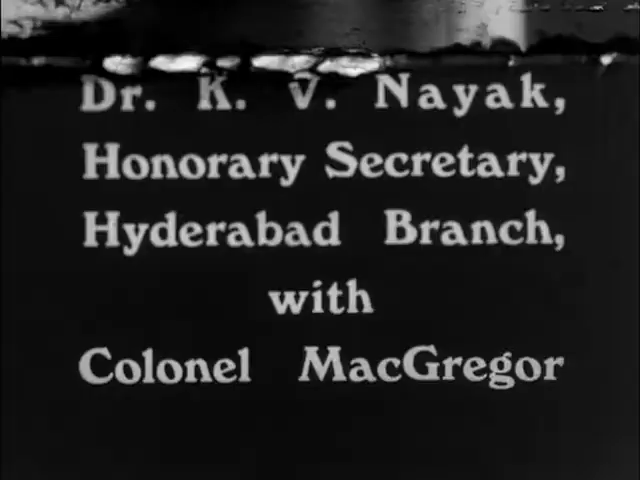 Dr. K. V. Nayak,
Honorary Secretary,
Hyderabad Branch,
with
Colonel MacGregor